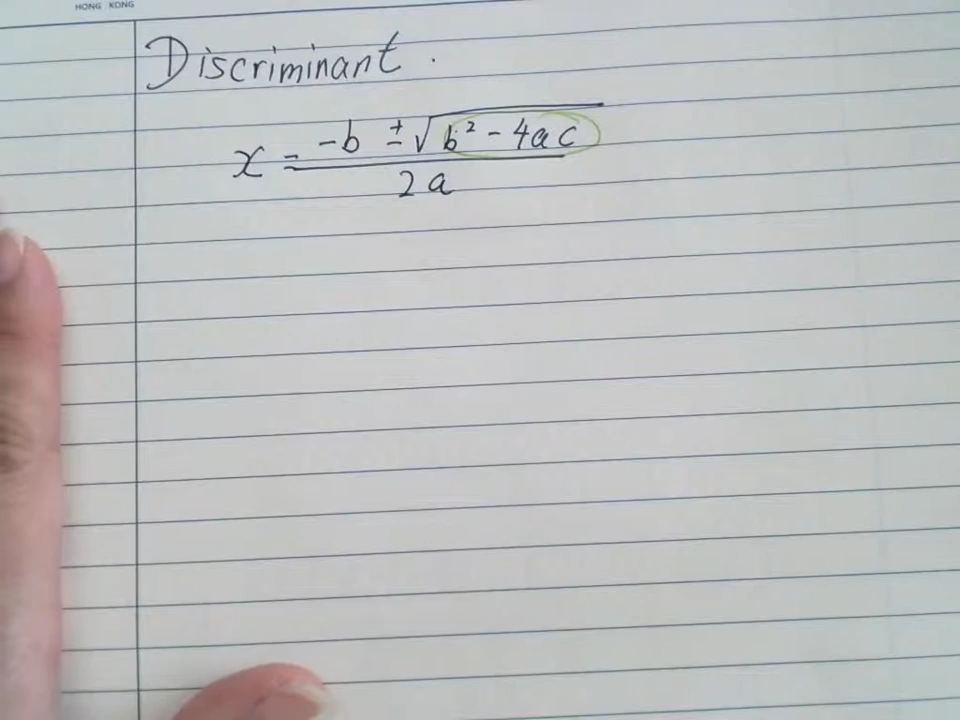 HONG KONG
Discriminant .
x = -b ± √b² - 4ac
2a